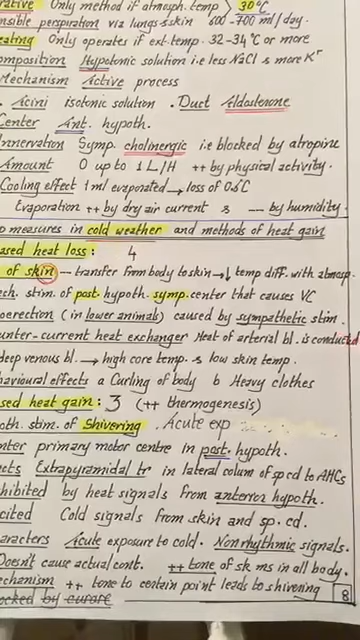 rative Only method if atmosph. temp > 30°C
nsible perspiration via lungs & skin 600-700 ml/day.
eating Only operates if ext. temp. 32-34°C or more
omposition Hypotonic solution i.e less NaCl & more K+
Mechanism Active process
. Acini isotonic solution . Duct Aldosterone
Center Ant. hypoth.
Innervation Symp. cholinergic i.e blocked by atropine
Amount 0 up to 1 L/H ++ by physical activity.
Cooling effect 1 ml evaporated → loss of 0.6C
Evaporation ++ by dry air current & -- by humidity.
measures in cold weather and methods of heat gain
ased heat loss: 4
of skin -- transfer from body to skin → ↓ temp diff. with atmosp.
ech. stim. of post. hypoth. symp. center that causes VC
oerection (in lower animals) caused by sympathetic stim.
unter-current heat exchanger Heat of arterial bl. is conducted
deep venous bl. → high core temp. & low skin temp.
havioural effects a Curling of body b Heavy clothes
sed heat gain: 3 (++ thermogenesis)
oth. stim. of Shivering . Acute exp
nter primary motor centre in post. hypoth.
ects Extrapyramidal tr in lateral colum of sp cd to AHCs
hibited by heat signals from anterior hypoth.
cited Cold signals from skin and sp. cd.
aracters Acute exposure to cold. Nonrhythmic signals.
Doesn't cause actual cont. ++ tone of sk ms in all body.
echanism ++ tone to certain point leads to shivering
ocked by curare
8